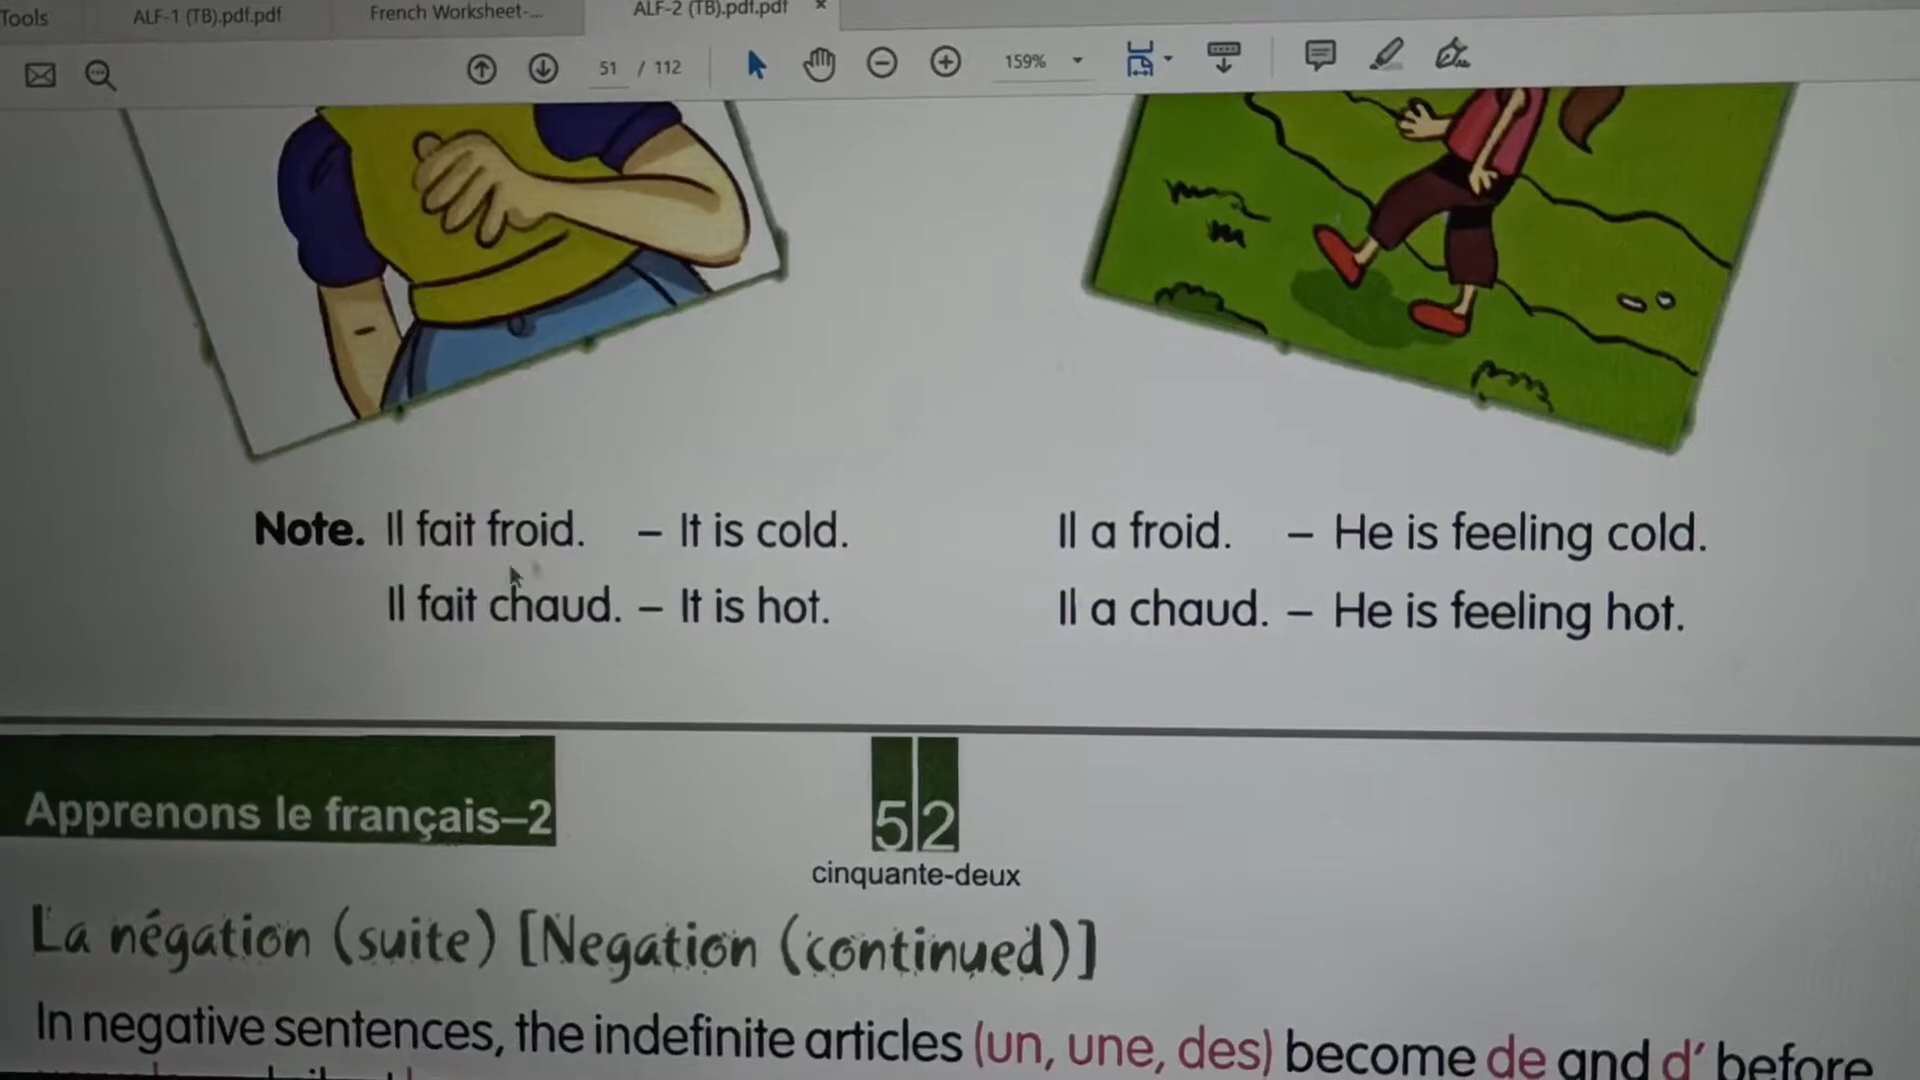 Tools ALF-1 (TB).pdf.pdf French Worksheet-... ALF-2 (TB).pdf.pdf ×
51 / 112 159%
Note. Il fait froid. – It is cold. Il a froid. – He is feeling cold.
Il fait chaud. – It is hot. Il a chaud. – He is feeling hot.
Apprenons le français–2
52
cinquante-deux
La négation (suite) [Negation (continued)]
In negative sentences, the indefinite articles (un, une, des) become de and d' before